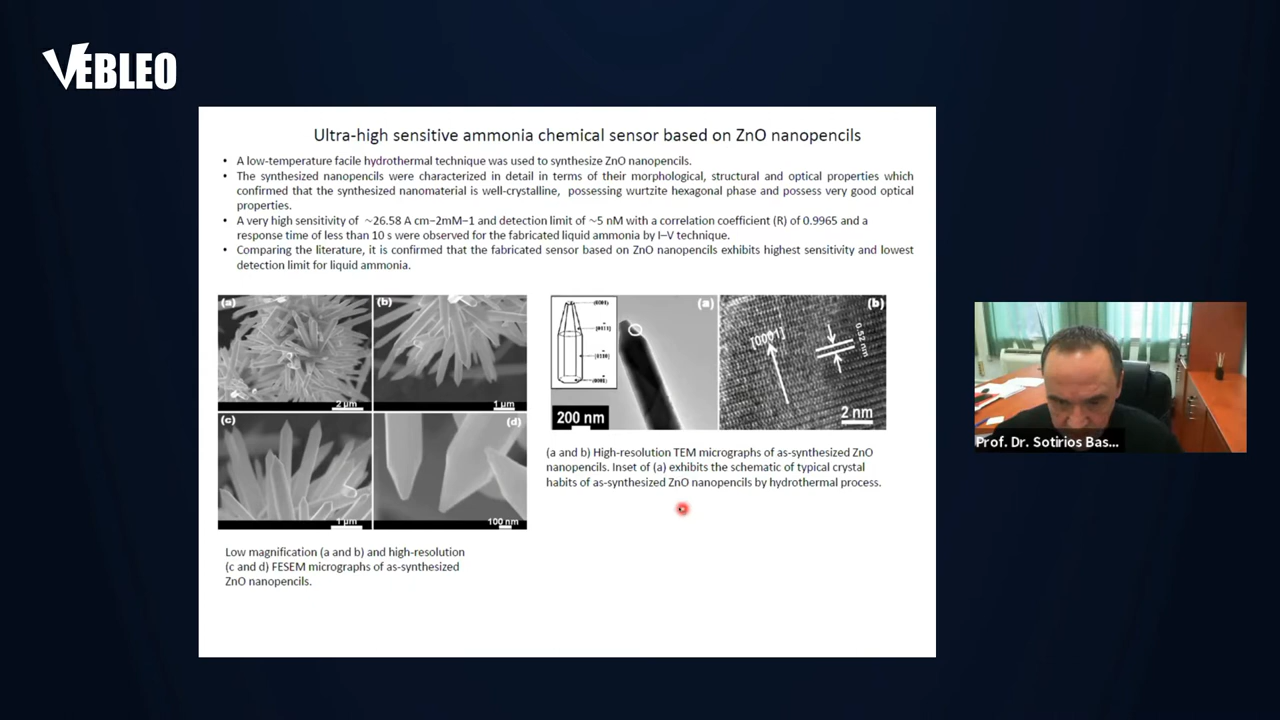 VEBLEO
Ultra-high sensitive ammonia chemical sensor based on ZnO nanopencils
• A low-temperature facile hydrothermal technique was used to synthesize ZnO nanopencils.
• The synthesized nanopencils were characterized in detail in terms of their morphological, structural and optical properties which
confirmed that the synthesized nanomaterial is well-crystalline, possessing wurtzite hexagonal phase and possess very good optical
properties.
• A very high sensitivity of ~26.58 A cm−2mM−1 and detection limit of ~5 nM with a correlation coefficient (R) of 0.9965 and a
response time of less than 10 s were observed for the fabricated liquid ammonia by I–V technique.
• Comparing the literature, it is confirmed that the fabricated sensor based on ZnO nanopencils exhibits highest sensitivity and lowest
detection limit for liquid ammonia.
(a)
2 μm
(b)
1 μm
(c)
1 μm
(d)
100 nm
(a)
200 nm
(b)
[0001]
0.52 nm
2 nm
(a and b) High-resolution TEM micrographs of as-synthesized ZnO
nanopencils. Inset of (a) exhibits the schematic of typical crystal
habits of as-synthesized ZnO nanopencils by hydrothermal process.
Low magnification (a and b) and high-resolution
(c and d) FESEM micrographs of as-synthesized
ZnO nanopencils.
Prof. Dr. Sotirios Bas...